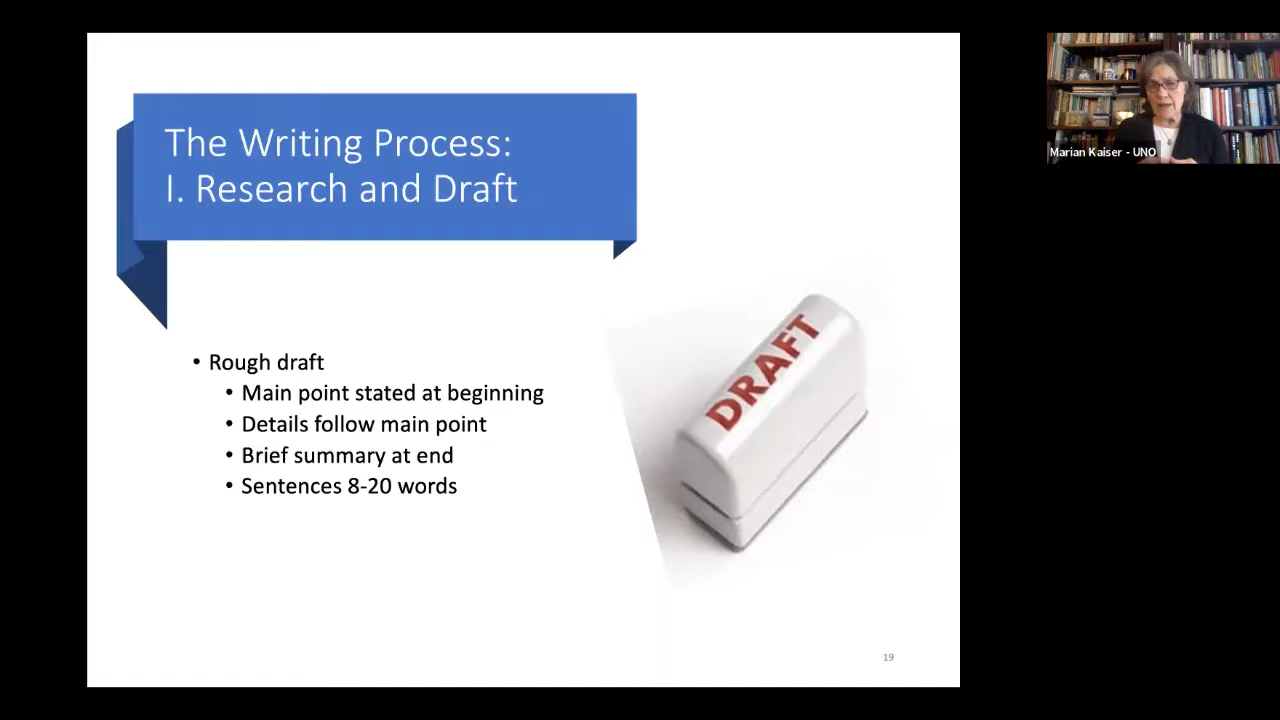 The Writing Process:
I. Research and Draft
• Rough draft
• Main point stated at beginning
• Details follow main point
• Brief summary at end
• Sentences 8-20 words
DRAFT
19
Marian Kaiser - UNO